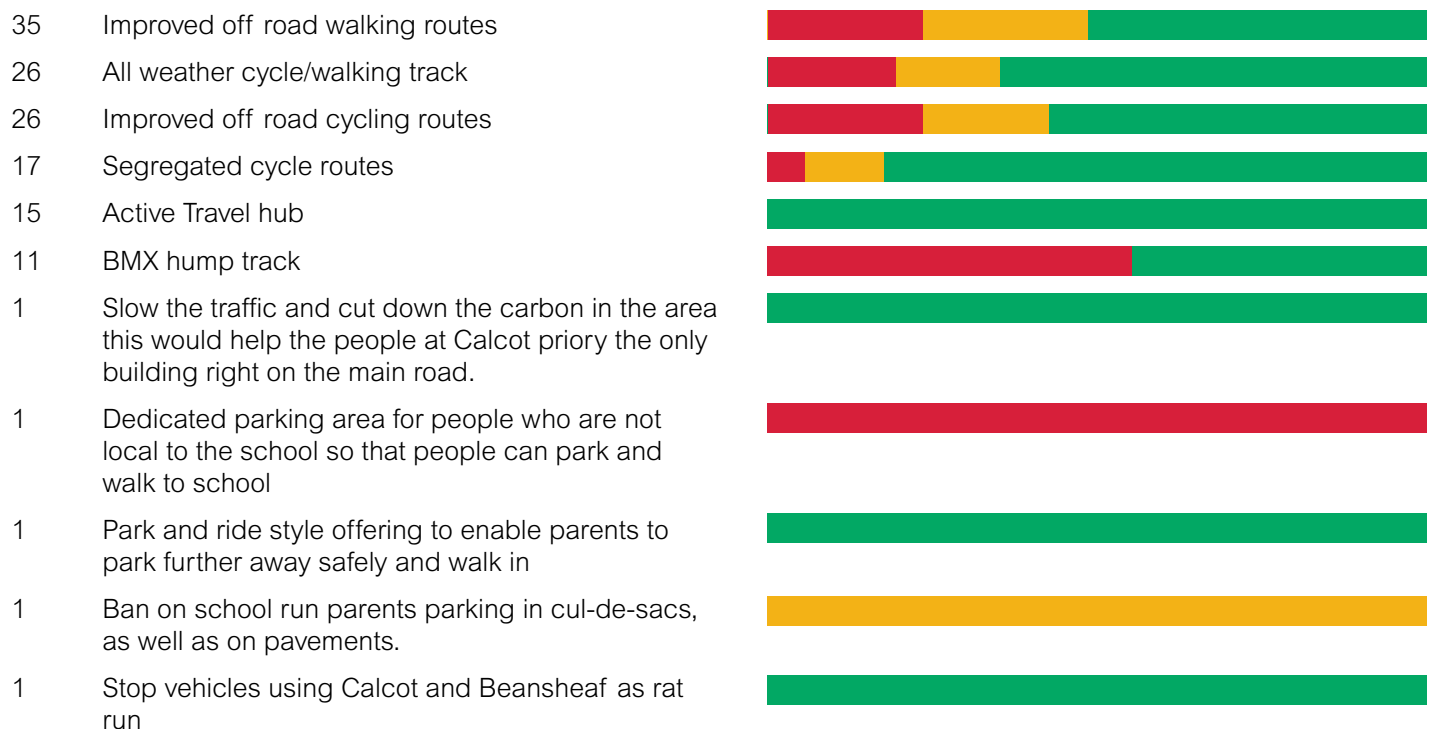 35 Improved off road walking routes
26 All weather cycle/walking track
26 Improved off road cycling routes
17 Segregated cycle routes
15 Active Travel hub
11 BMX hump track
1 Slow the traffic and cut down the carbon in the area
this would help the people at Calcot priory the only
building right on the main road.
1 Dedicated parking area for people who are not
local to the school so that people can park and
walk to school
1 Park and ride style offering to enable parents to
park further away safely and walk in
1 Ban on school run parents parking in cul-de-sacs,
as well as on pavements.
1 Stop vehicles using Calcot and Beansheaf as rat
run